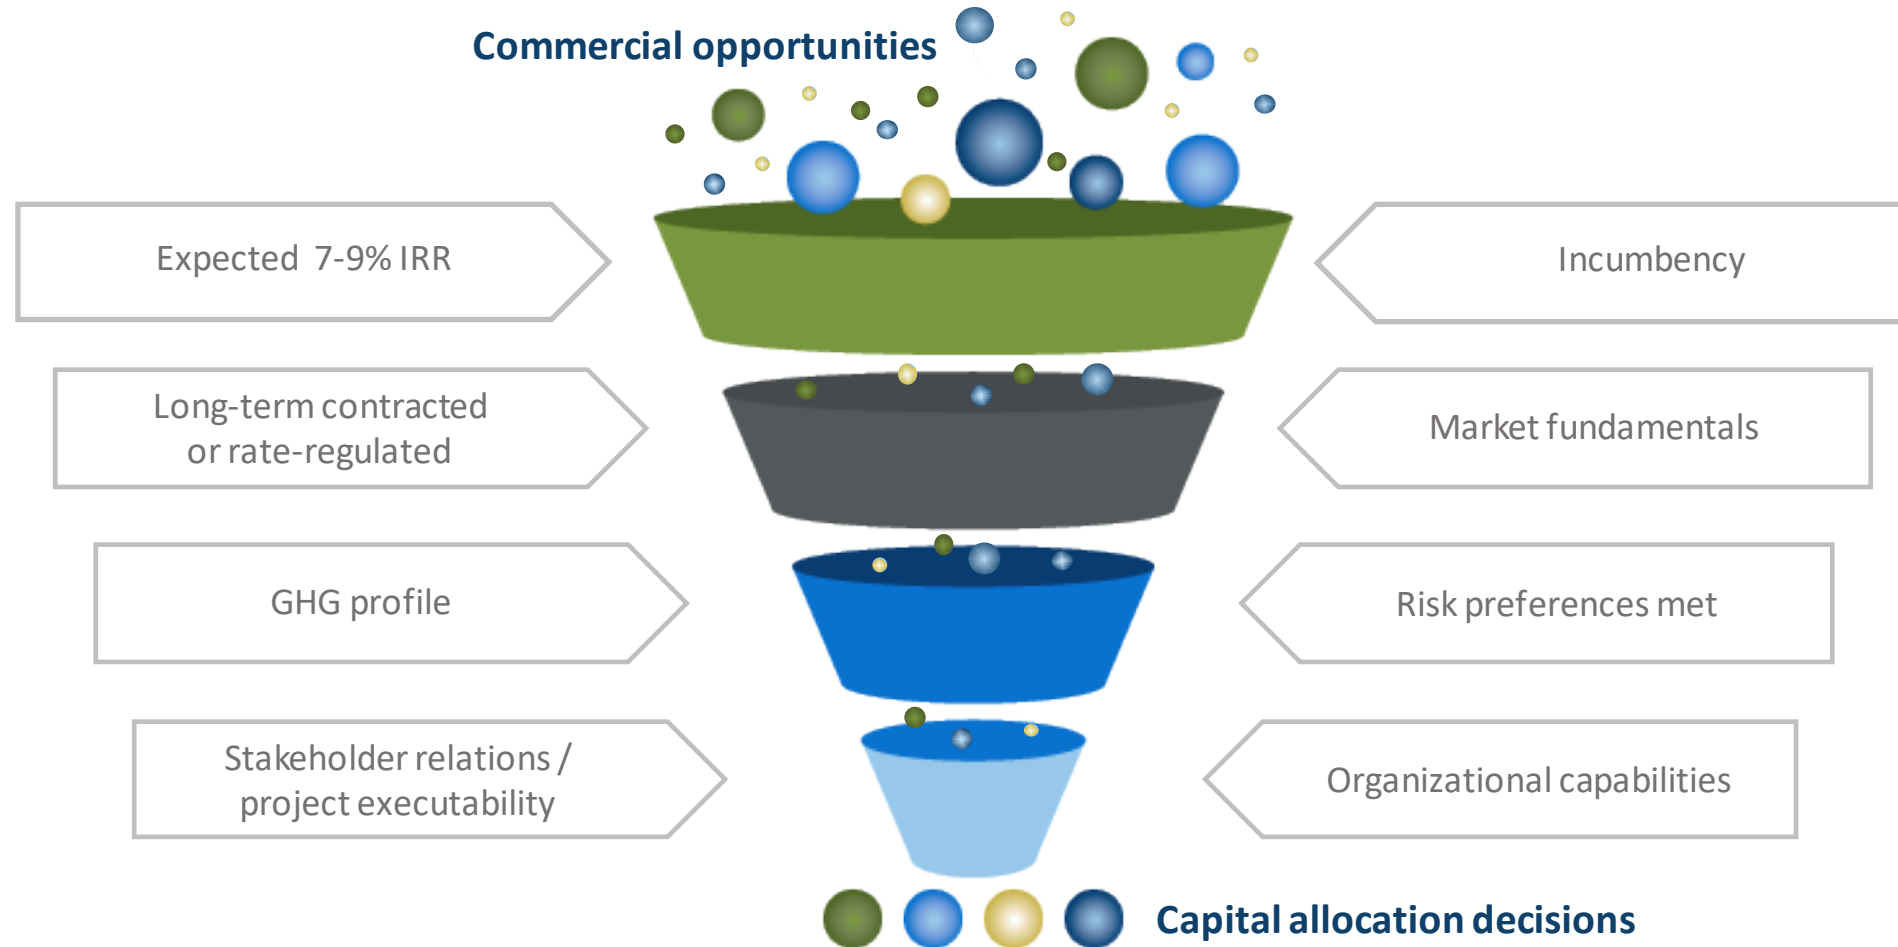 Commercial opportunities
Expected 7-9% IRR
Incumbency
Long-term contracted
or rate-regulated
Market fundamentals
GHG profile
Risk preferences met
Stakeholder relations /
project executability
Organizational capabilities
Capital allocation decisions